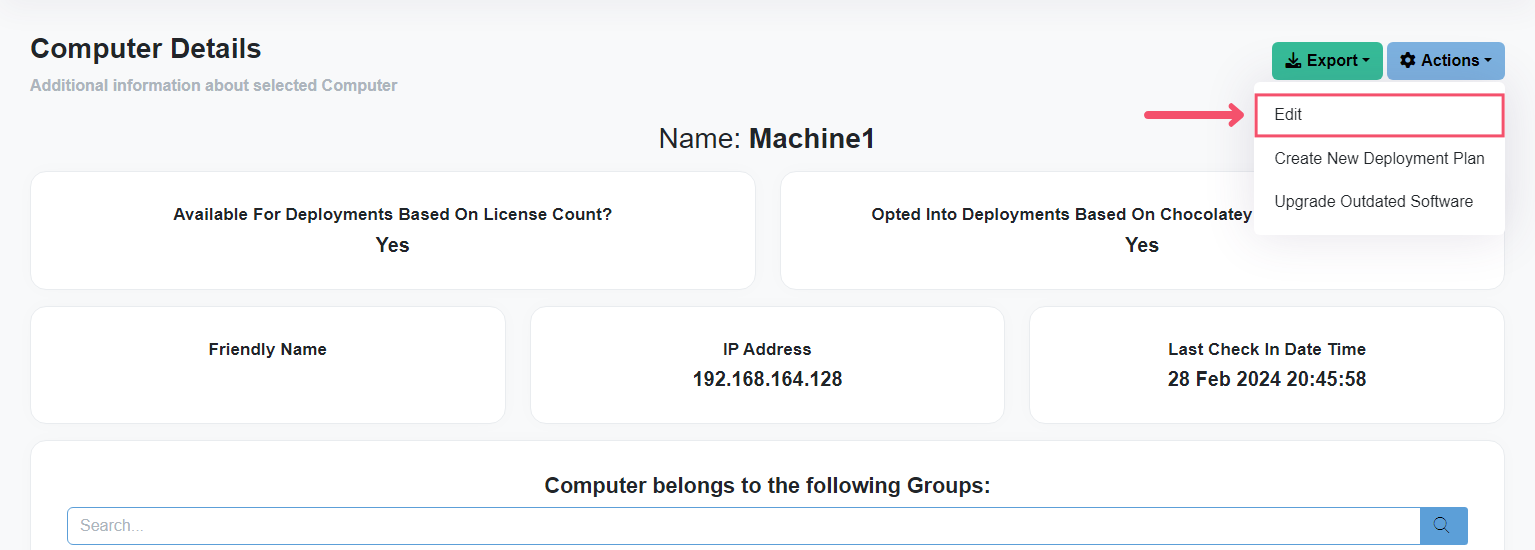 Computer Details
Export
Actions
Additional information about selected Computer
Edit
Create New Deployment Plan
Upgrade Outdated Software
Name: Machine1
Available For Deployments Based On License Count?
Yes
Opted Into Deployments Based On Chocolatey
Yes
Friendly Name
IP Address
192.168.164.128
Last Check In Date Time
28 Feb 2024 20:45:58
Computer belongs to the following Groups:
Search...